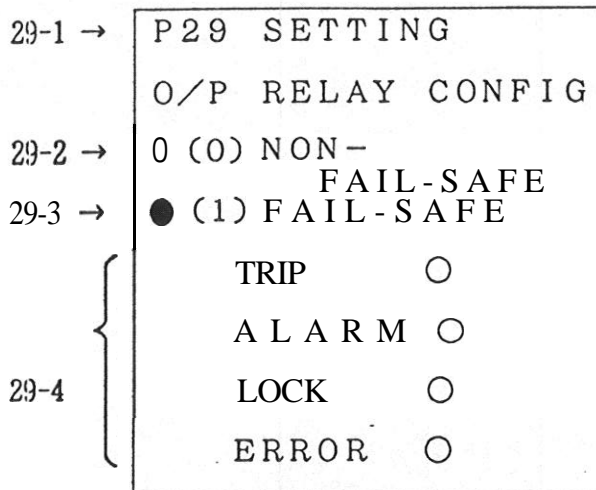 29-1 → P29 SETTING
O/P RELAY CONFIG
29-2 → 0 (0) NON-
FAIL-SAFE
29-3 → ● (1) FAIL-SAFE
TRIP ○
ALARM ○
29-4 LOCK ○
ERROR ○